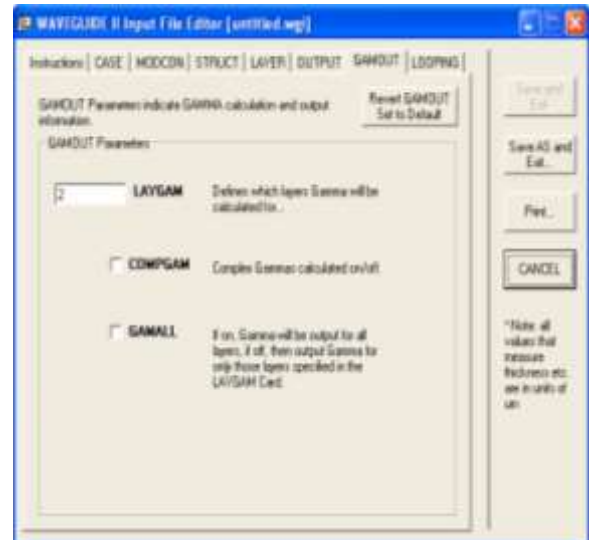 WAVEGUIDE II Input File Editor [untitled.wgi]
Instructions | CASE | MODCON | STRUCT | LAYER | OUTPUT | GAMOUT | LOOPING
GAMOUT Parameters indicate GAMMA calculation and output
information.
Revert GAMOUT
Set to Default
GAMOUT Parameters
2
LAYGAM
Defines which layers Gamma will be
calculated for...
COMPGAM
Complex Gammas calculated on/off.
GAMALL
If on, Gamma will be output for all
layers, if off, then output Gamma for
only those layers specified in the
LAYGAM Card.
Save and
Exit
Save AS and
Exit...
Print...
CANCEL
*Note: all
values that
measure
thickness etc.
are in units of
um